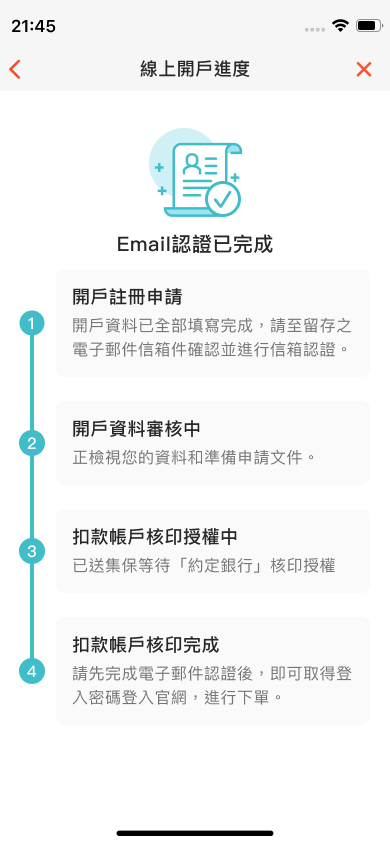 21:45
線上開戶進度
Email認證已完成
1
開戶註冊申請
開戶資料已全部填寫完成，請至留存之
電子郵件信箱件確認並進行信箱認證。
2
開戶資料審核中
正檢視您的資料和準備申請文件。
3
扣款帳戶核印授權中
已送集保等待「約定銀行」核印授權
4
扣款帳戶核印完成
請先完成電子郵件認證後，即可取得登
入密碼登入官網，進行下單。